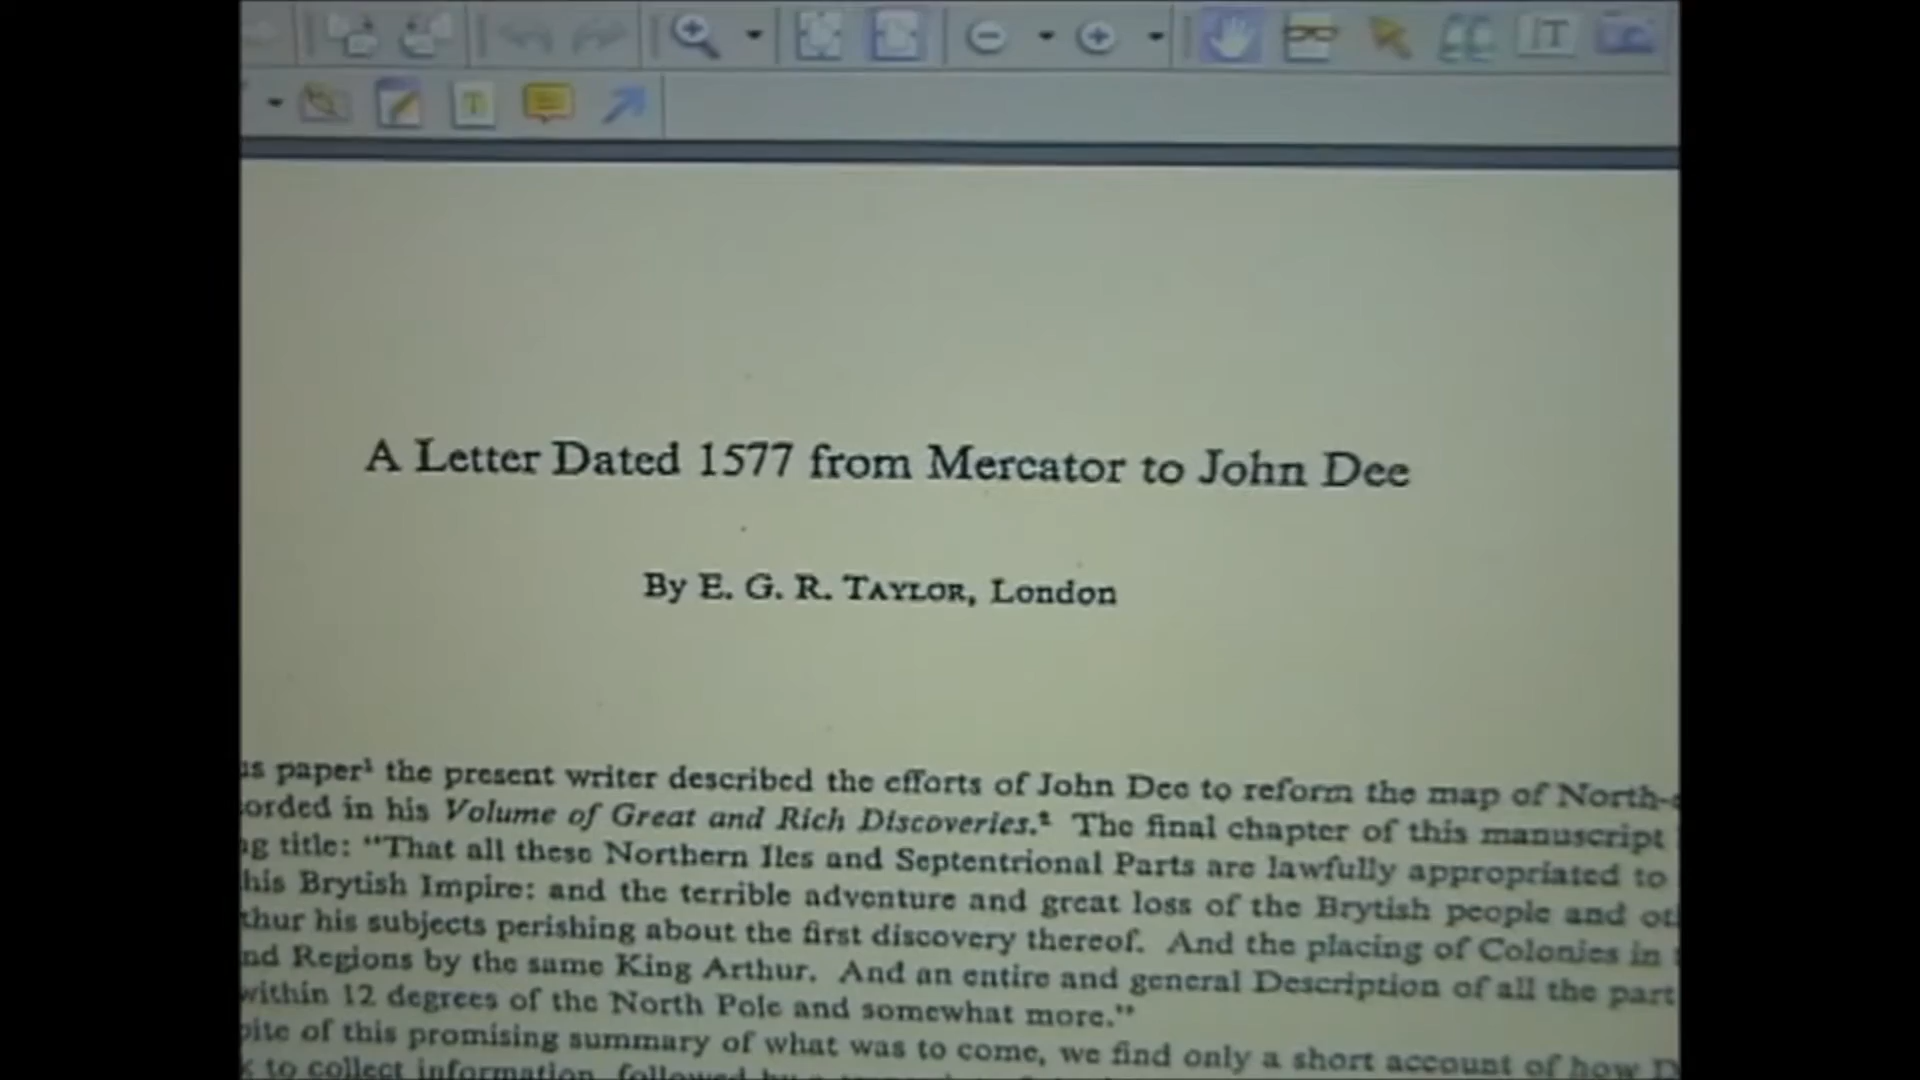 A Letter Dated 1577 from Mercator to John Dee
By E. G. R. TAYLOR, London
us paper¹ the present writer described the efforts of John Dee to reform the map of North-
orded in his Volume of Great and Rich Discoveries.² The final chapter of this manuscript
ng title: "That all these Northern Iles and Septentrional Parts are lawfully appropriated to
his Brytish Impire: and the terrible adventure and great loss of the Brytish people and
thur his subjects perishing about the first discovery thereof. And the placing of Colonies in
nd Regions by the same King Arthur. And an entire and general Description of all the part
within 12 degrees of the North Pole and somewhat more."
pite of this promising summary of what was to come, we find only a short account of how D
to collect information, followed by a